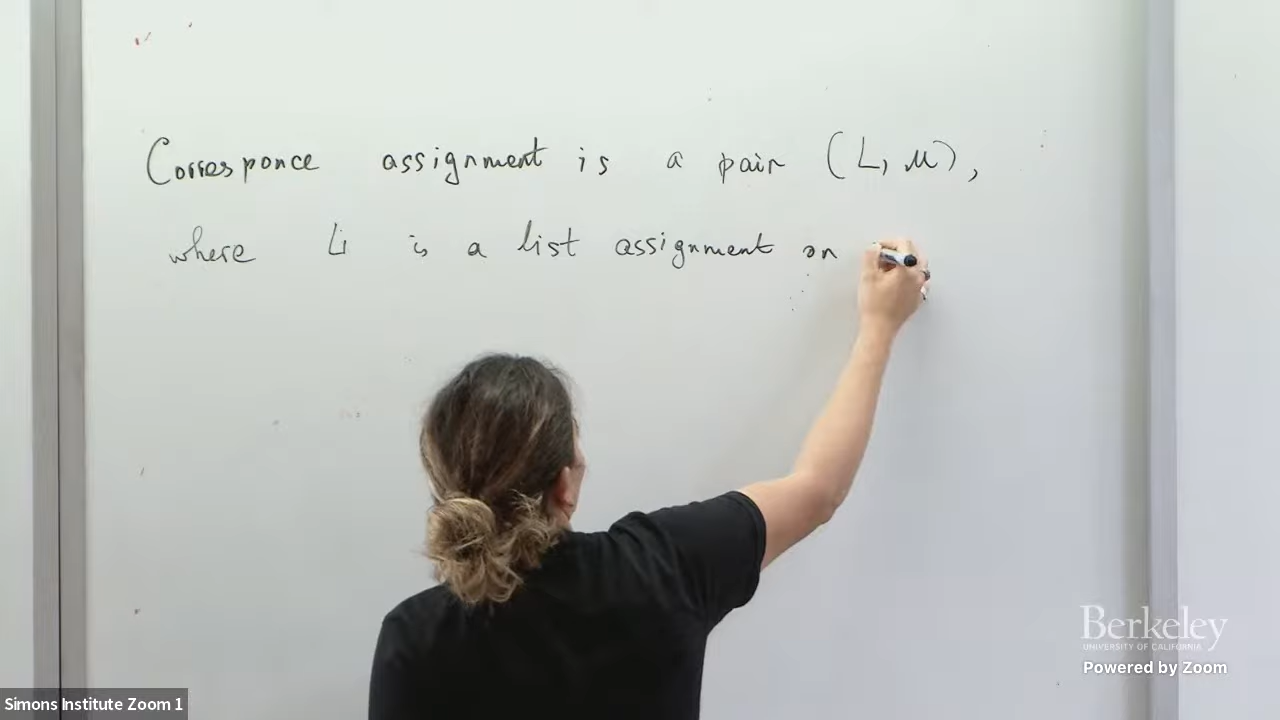 Corresponce assignment is a pair (L, M),
where L is a list assignment on
Berkeley
UNIVERSITY OF CALIFORNIA
Powered by Zoom
Simons Institute Zoom 1